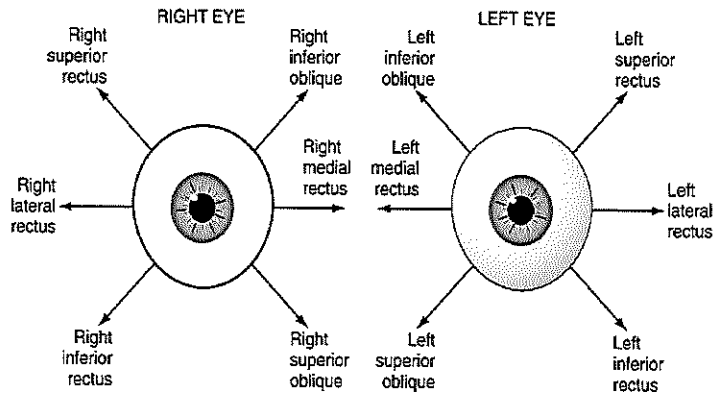 RIGHT EYE
LEFT EYE
Right
superior
rectus
Right
inferior
oblique
Left
inferior
oblique
Left
superior
rectus
Right
lateral
rectus
Right
medial
rectus
Left
medial
rectus
Left
lateral
rectus
Right
inferior
rectus
Right
superior
oblique
Left
superior
oblique
Left
inferior
rectus